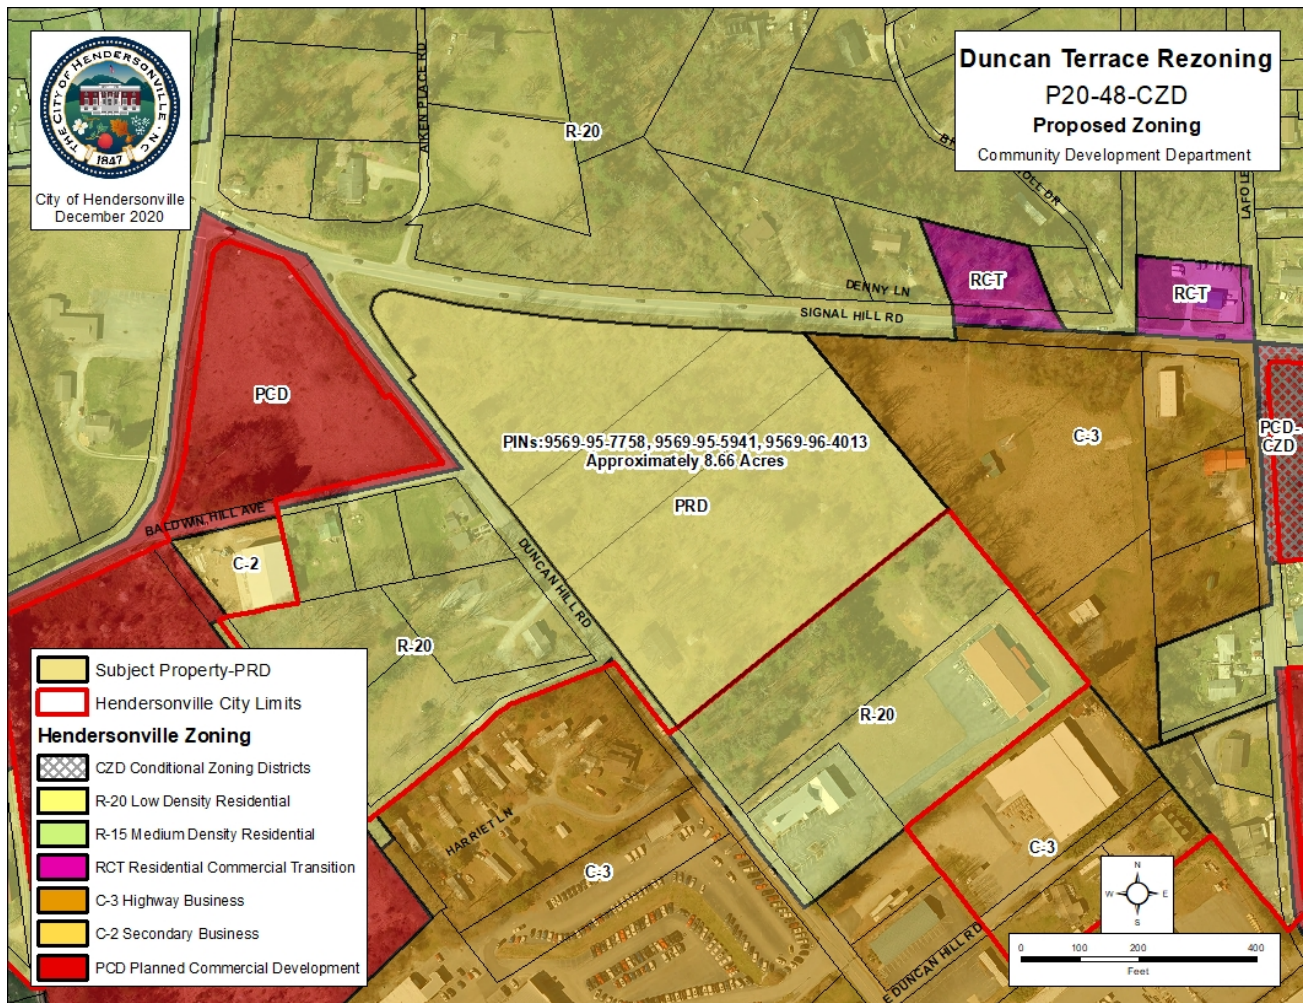 THE CITY OF HENDERSONVILLE • N.C.
1847
City of Hendersonville
December 2020
Duncan Terrace Rezoning
P20-48-CZD
Proposed Zoning
Community Development Department
AIKEN PLACE RD
R-20
LAFOLE
DENNY LN
SIGNAL HILL RD
RCT
RCT
PCD
PINs:9569-95-7758, 9569-95-5941, 9569-96-4013
Approximately 8.66 Acres
PRD
C-3
PCD-
CZD
BALDWIN HILL AVE
C-2
DUNCAN HILL RD
R-20
R-20
HARRIET LN
C-3
C-3
E DUNCAN HILL RD
Subject Property-PRD
Hendersonville City Limits
Hendersonville Zoning
CZD Conditional Zoning Districts
R-20 Low Density Residential
R-15 Medium Density Residential
RCT Residential Commercial Transition
C-3 Highway Business
C-2 Secondary Business
PCD Planned Commercial Development
N
W E
S
0 100 200 400
Feet